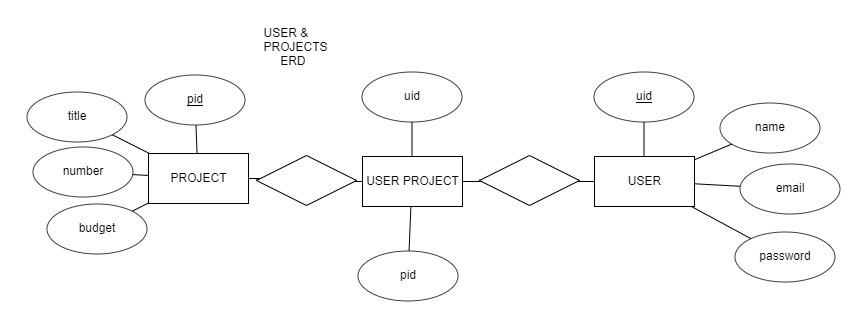 USER &
PROJECTS
ERD
pid
title
number
budget
PROJECT
uid
USER PROJECT
pid
uid
USER
name
email
password